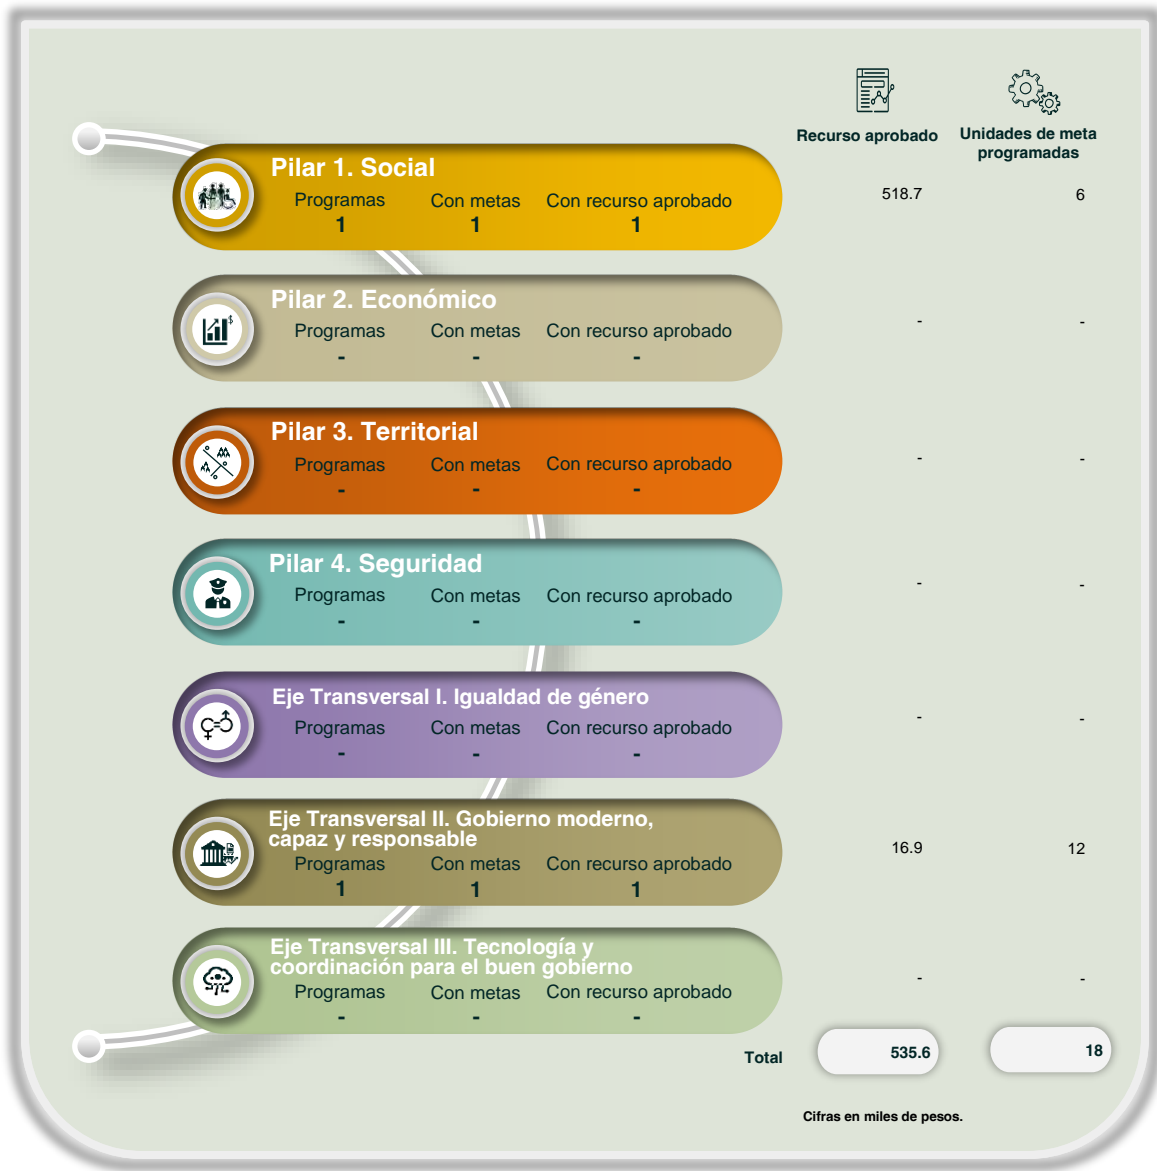 Recurso aprobado
Unidades de meta
programadas
Pilar 1. Social
Programas Con metas Con recurso aprobado
1 1 1
518.7 6
Pilar 2. Económico
Programas Con metas Con recurso aprobado
- - -
- -
Pilar 3. Territorial
Programas Con metas Con recurso aprobado
- - -
- -
Pilar 4. Seguridad
Programas Con metas Con recurso aprobado
- - -
- -
Eje Transversal I. Igualdad de género
Programas Con metas Con recurso aprobado
- - -
- -
Eje Transversal II. Gobierno moderno,
capaz y responsable
Programas Con metas Con recurso aprobado
1 1 1
16.9 12
Eje Transversal III. Tecnología y
coordinación para el buen gobierno
Programas Con metas Con recurso aprobado
- - -
- -
Total 535.6 18
Cifras en miles de pesos.